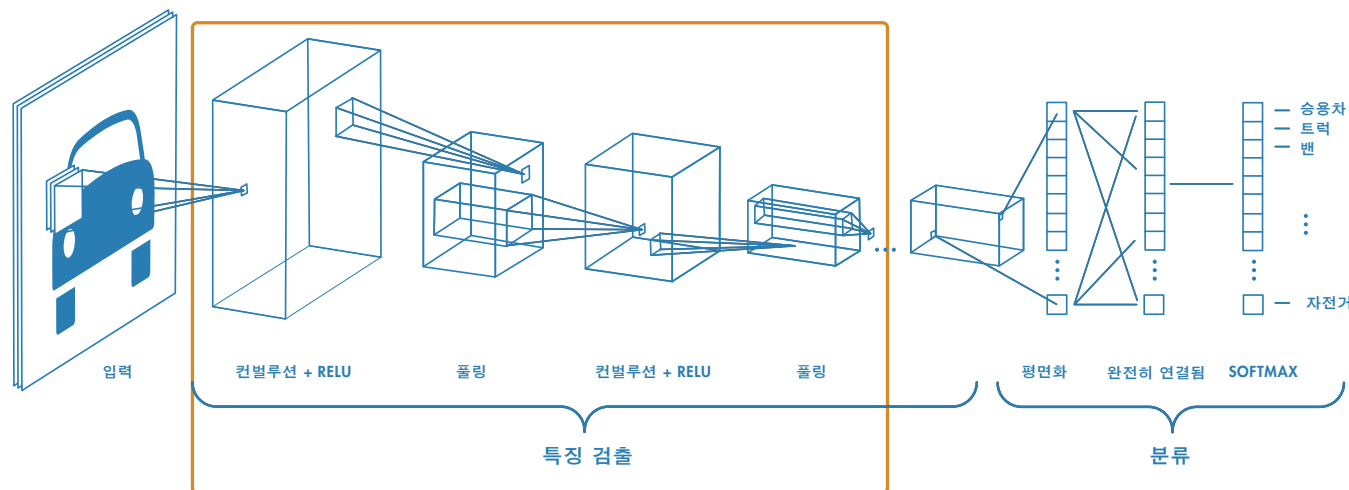 승용차
트럭
밴
자전거
입력
컨벌루션 + RELU
풀링
컨벌루션 + RELU
풀링
평면화
완전히 연결됨
SOFTMAX
특징 검출
분류